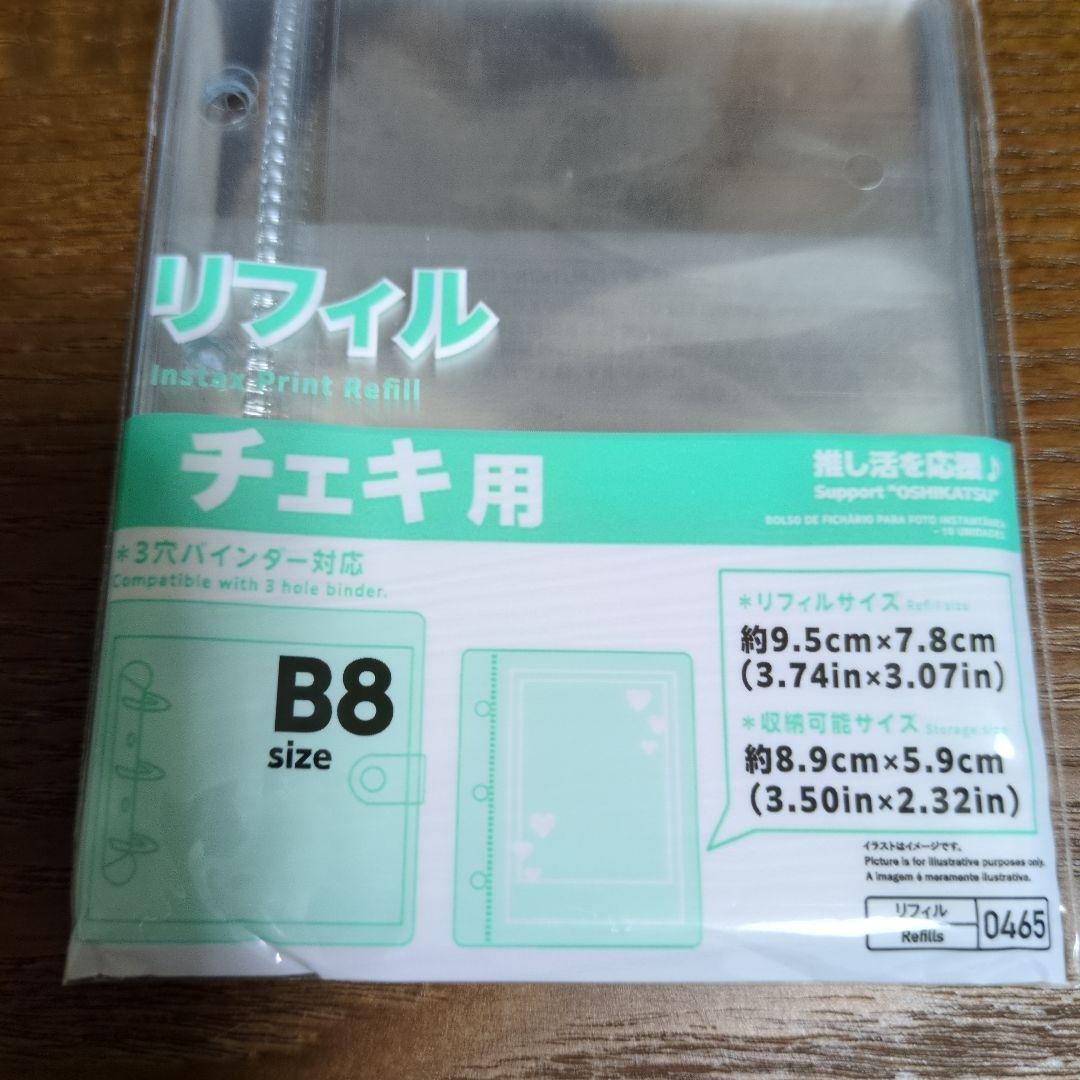 リフィル
Instax Print Refill
チェキ用
推し活を応援♪
Support "OSHIKATSU"
BOLSO DE FICHÁRIO PARA FOTO INSTANTÂNEA
- 10 UNIDADES
*3穴バインダー対応
Compatible with 3 hole binder.
B8
size
*リフィルサイズ Refill size
約9.5cm×7.8cm
(3.74in×3.07in)
*収納可能サイズ Storage size
約8.9cm×5.9cm
(3.50in×2.32in)
イラストはイメージです。
Picture is for illustrative purposes only.
A imagem é meramente ilustrativa.
リフィル
Refills
0465